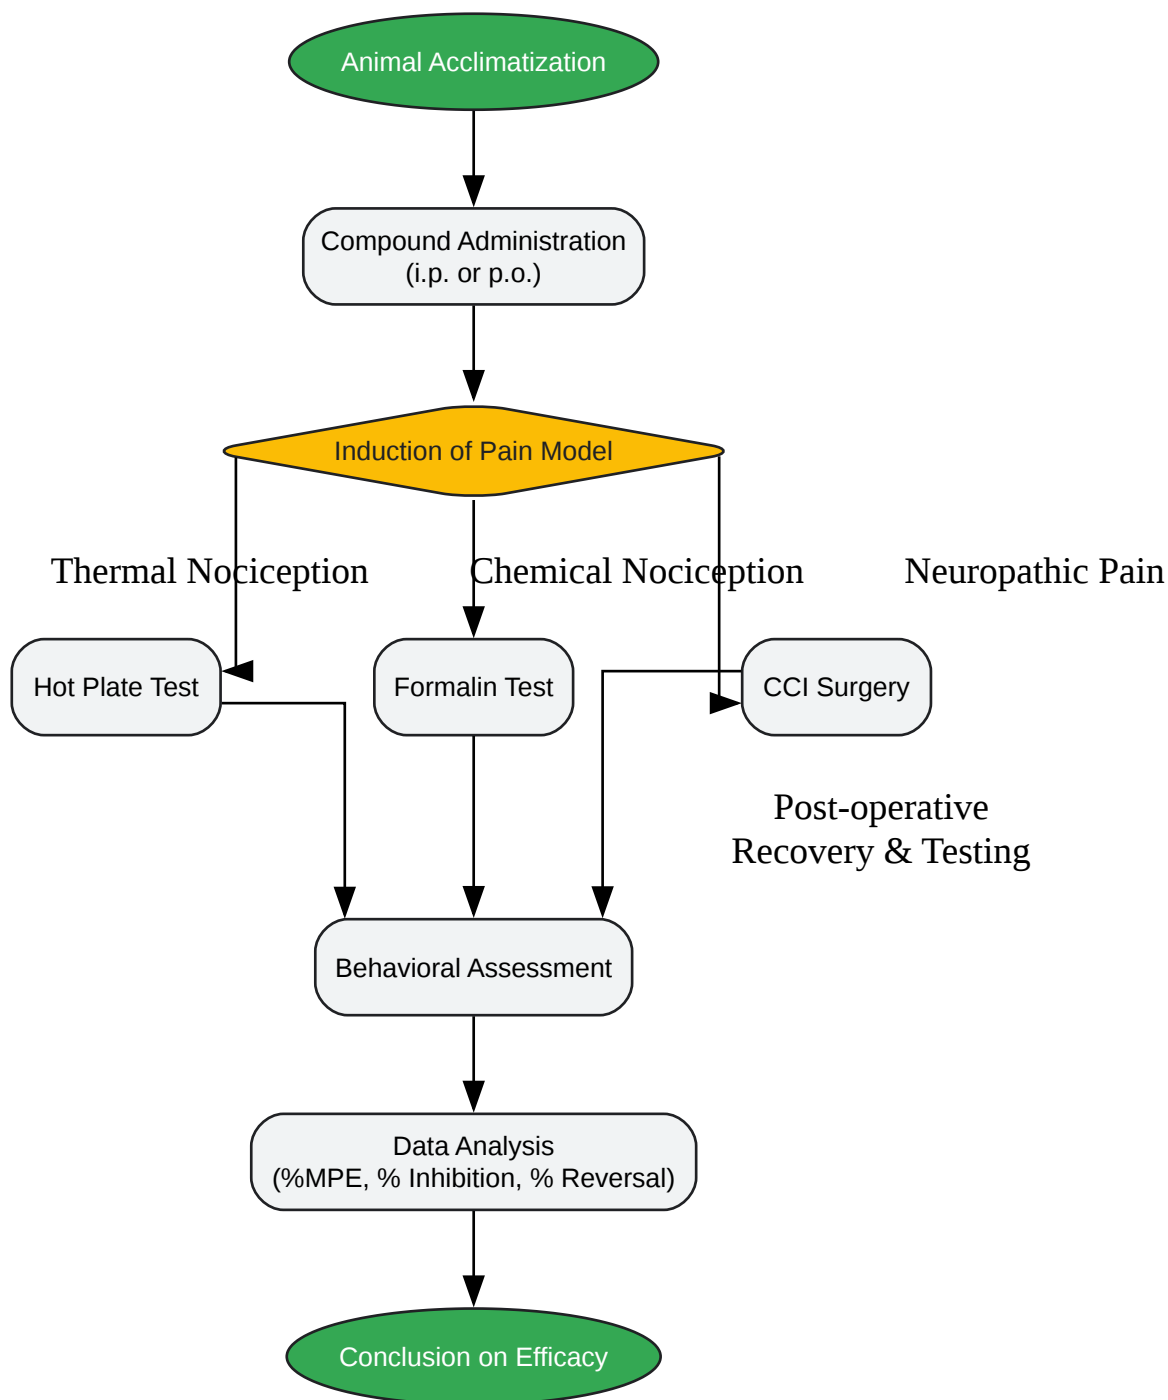 Animal Acclimatization
Compound Administration
(i.p. or p.o.)
Induction of Pain Model
Thermal Nociception
Chemical Nociception
Neuropathic Pain
Hot Plate Test
Formalin Test
CCI Surgery
Post-operative
Recovery & Testing
Behavioral Assessment
Data Analysis
(%MPE, % Inhibition, % Reversal)
Conclusion on Efficacy